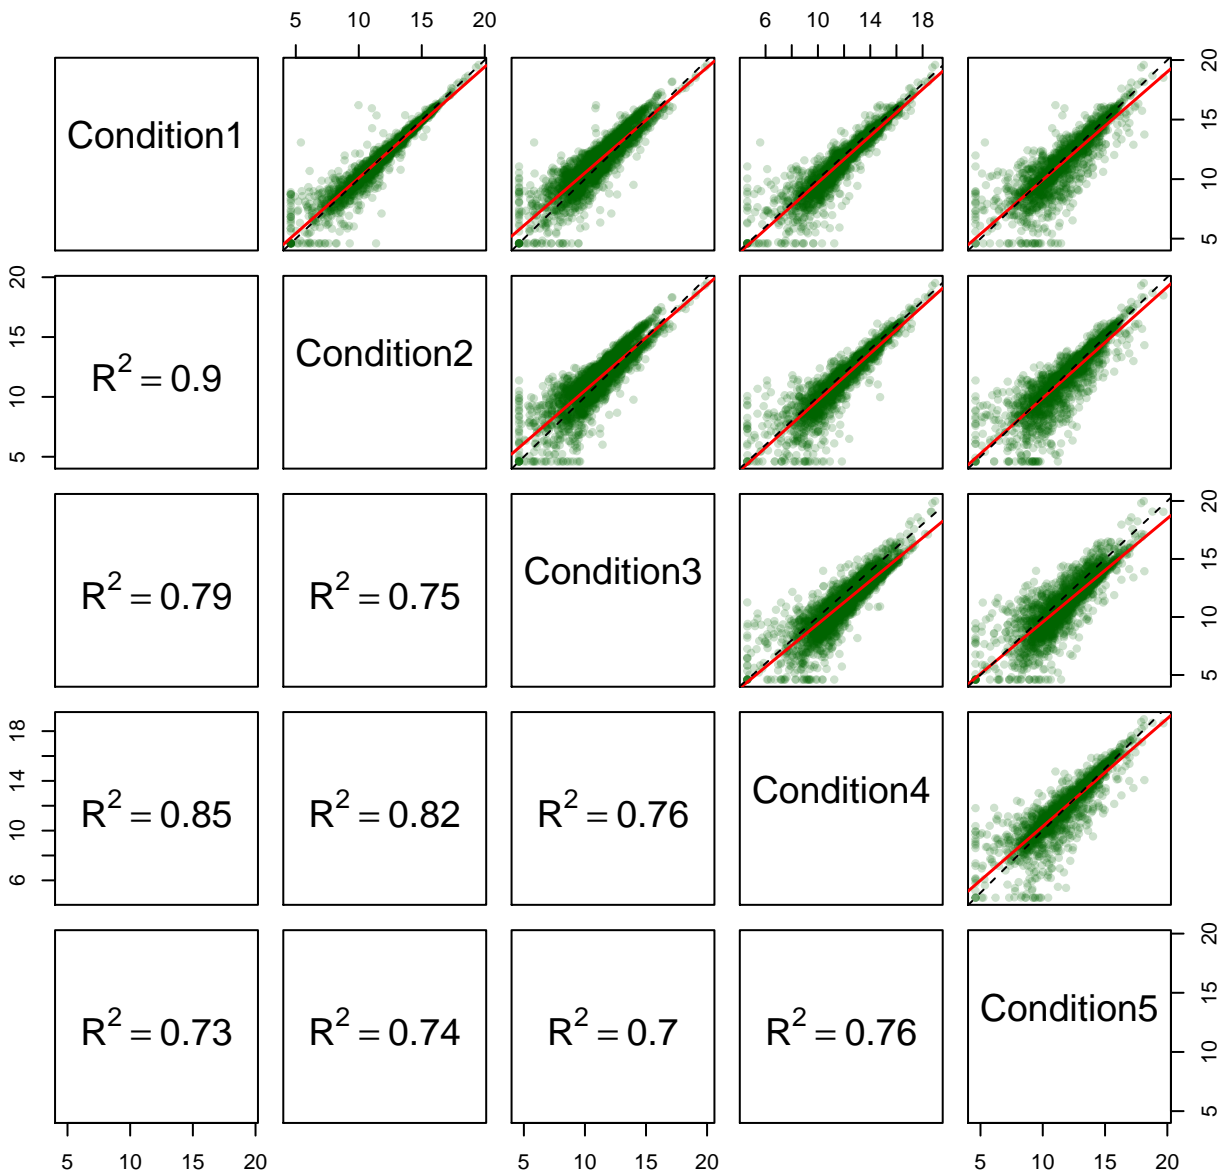 5 10 15 20 6 10 14 18
Condition1
5 10 15 20
R² = 0.9
Condition2
5 10 15 20
R² = 0.79
R² = 0.75
Condition3
5 10 15 20
R² = 0.85
R² = 0.82
R² = 0.76
Condition4
6 10 14 18
R² = 0.73
R² = 0.74
R² = 0.7
R² = 0.76
Condition5
5 10 15 20
5 10 15 20 5 10 15 20 5 10 15 20